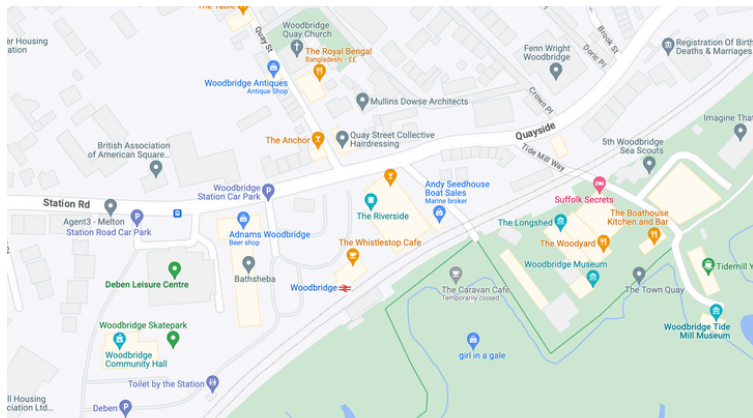 The Table
Quay St
Woodbridge
Quay Church
The Royal Bengal
Bangladeshi · ££
Brook St
Doric Pl
Fenn Wright
Woodbridge
Registration Of Birth
Deaths & Marriages
er Housing
ociation
Woodbridge Antiques
Antique Shop
Mullins Dowse Architects
Crown Pl
Imagine That
The Anchor
Quay Street Collective
Hairdressing
Quayside
5th Woodbridge
Sea Scouts
British Association
of American Square...
Tide Mill Way
Woodbridge
Station Car Park
Andy Seedhouse
Boat Sales
Marine broker
Suffolk Secrets
Station Rd
Agent3 - Melton
Station Road Car Park
The Riverside
The Longshed
The Boathouse
Kitchen and Bar
Adnams Woodbridge
Beer shop
The Whistlestop Cafe
The Woodyard
Woodbridge Museum
Tidemill Y
Bathsheba
Deben Leisure Centre
Woodbridge
The Caravan Cafe
Temporarily closed
The Town Quay
Woodbridge Skatepark
Woodbridge Tide
Mill Museum
girl in a gale
Woodbridge
Community Hall
Toilet by the Station
ll Housing
ciation Ltd...
Deben